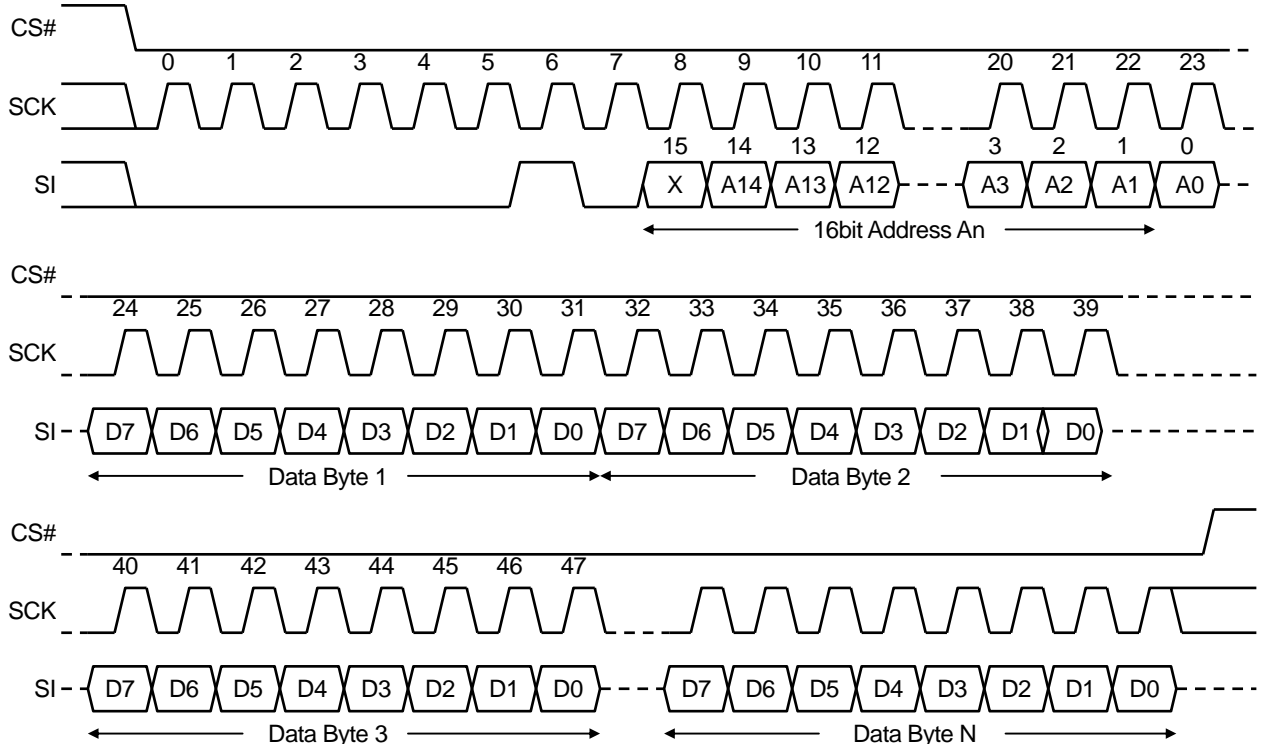 CS#
0 1 2 3 4 5 6 7 8 9 10 11 20 21 22 23
SCK
15 14 13 12 3 2 1 0
SI X A14 A13 A12 A3 A2 A1 A0
16bit Address An
CS#
24 25 26 27 28 29 30 31 32 33 34 35 36 37 38 39
SCK
SI D7 D6 D5 D4 D3 D2 D1 D0 D7 D6 D5 D4 D3 D2 D1 D0
Data Byte 1 Data Byte 2
CS#
40 41 42 43 44 45 46 47
SCK
SI D7 D6 D5 D4 D3 D2 D1 D0 D7 D6 D5 D4 D3 D2 D1 D0
Data Byte 3 Data Byte N